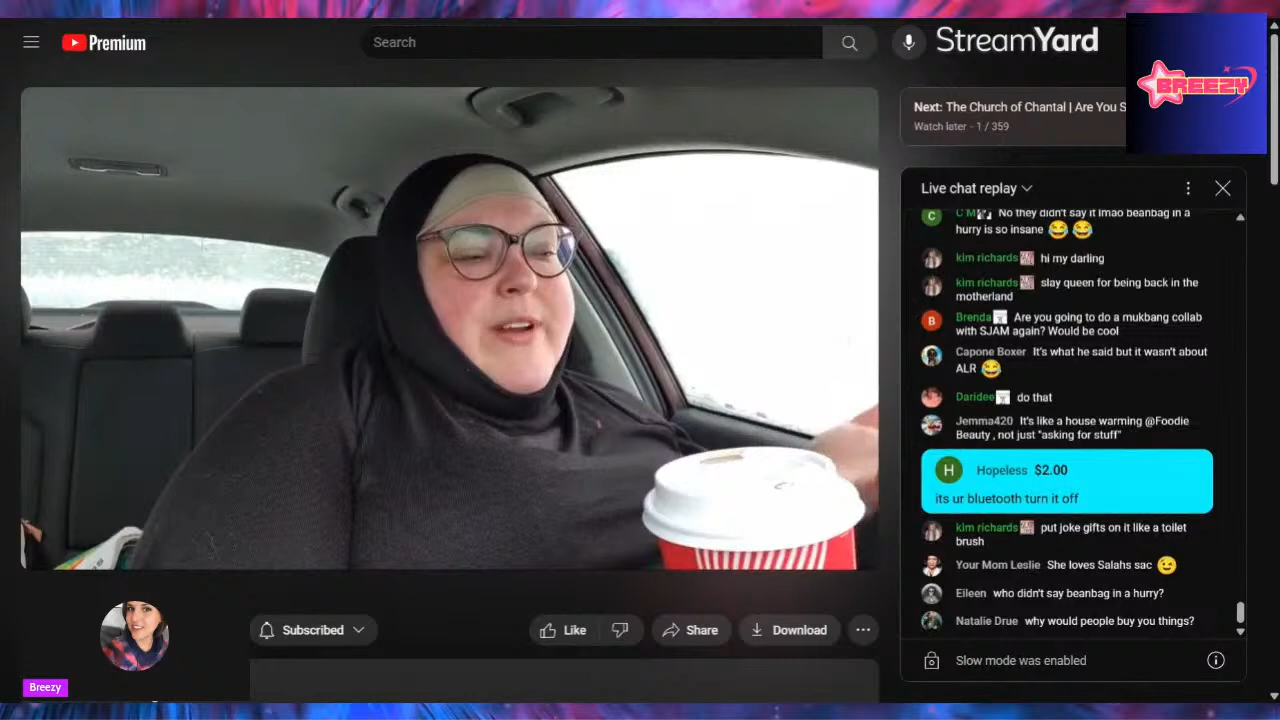 Premium
Search
StreamYard
BREEZY
Next: The Church of Chantal | Are You S
Watch later - 1 / 359
Live chat replay
C'M No they didn't say it lmao beanbag in a
hurry is so insane 😂 😂
kim richards hi my darling
kim richards slay queen for being back in the
motherland
Brenda Are you going to do a mukbang collab
with SJAM again? Would be cool
Capone Boxer It's what he said but it wasn't about
ALR 😂
Daridee do that
Jemma420 It's like a house warming @Foodie
Beauty , not just "asking for stuff"
H Hopeless $2.00
its ur bluetooth turn it off
kim richards put joke gifts on it like a toilet
brush
Your Mom Leslie She loves Salahs sac 😉
Eileen who didn't say beanbag in a hurry?
Natalie Drue why would people buy you things?
Slow mode was enabled
Subscribed
Like
Share
Download
Breezy